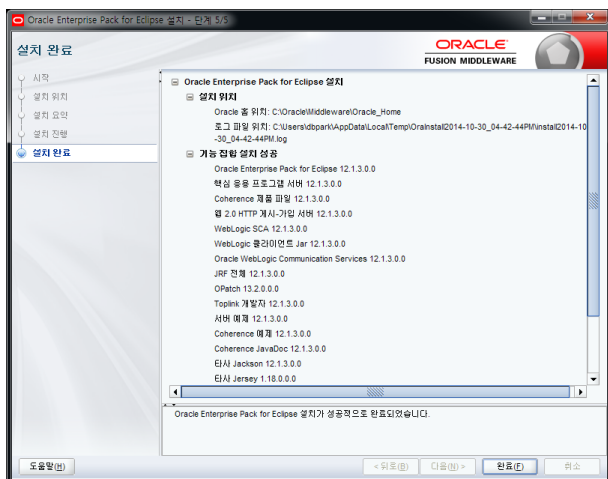 Oracle Enterprise Pack for Eclipse 설치 - 단계 5/5
설치 완료
ORACLE
FUSION MIDDLEWARE
시작
설치 위치
설치 요약
설치 진행
설치 완료
Oracle Enterprise Pack for Eclipse 설치
설치 위치
Oracle 홈 위치: C:\Oracle\Middleware\Oracle_Home
로그 파일 위치: C:\Users\dbpark\AppData\Local\Temp\OraInstall2014-10-30_04-42-44PM\install2014-10
-30_04-42-44PM.log
기능 집합 설치 성공
Oracle Enterprise Pack for Eclipse 12.1.3.0.0
핵심 응용 프로그램 서버 12.1.3.0.0
Coherence 제품 파일 12.1.3.0.0
웹 2.0 HTTP 게시-가입 서버 12.1.3.0.0
WebLogic SCA 12.1.3.0.0
WebLogic 클라이언트 Jar 12.1.3.0.0
Oracle WebLogic Communication Services 12.1.3.0.0
JRF 전체 12.1.3.0.0
OPatch 13.2.0.0.0
Toplink 개발자 12.1.3.0.0
서버 예제 12.1.3.0.0
Coherence 예제 12.1.3.0.0
Coherence JavaDoc 12.1.3.0.0
타사 Jackson 12.1.3.0.0
타사 Jersey 1.18.0.0.0
Oracle Enterprise Pack for Eclipse 설치가 성공적으로 완료되었습니다.
도움말(H)
< 뒤로(B)
다음(N) >
완료(F)
취소